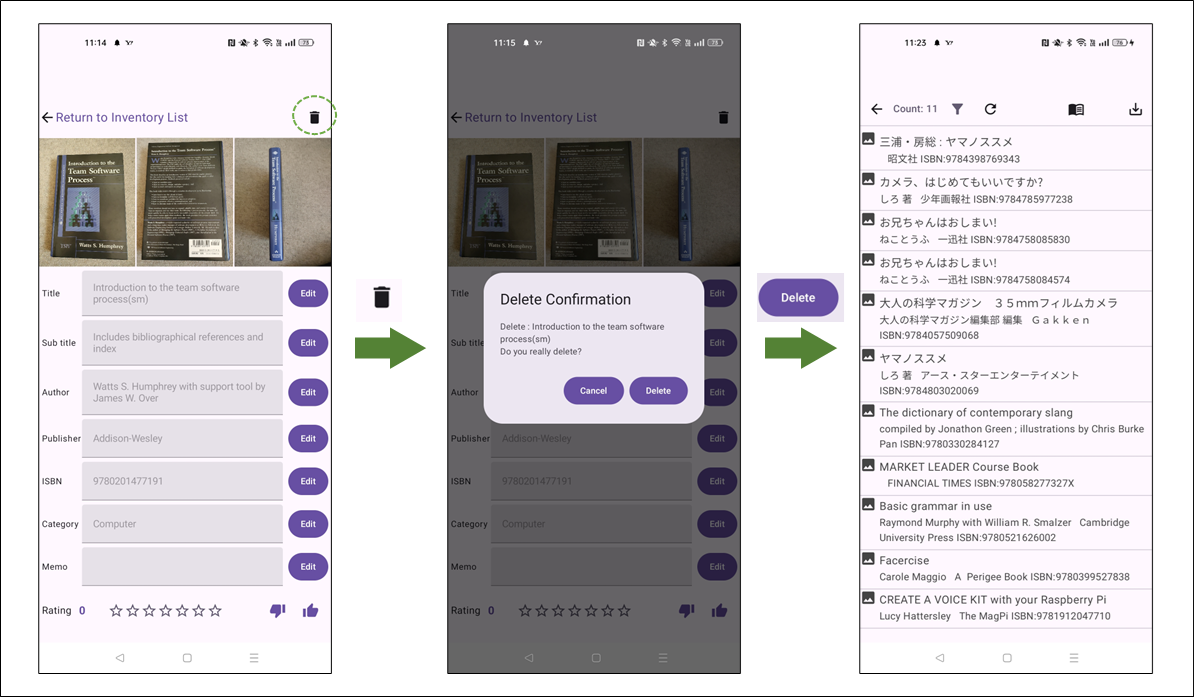 11:14
73
Return to Inventory List
Introduction to the
Team Software
Process
Watts S. Humphrey
Title
Introduction to the team software
process(sm)
Edit
Sub title
Includes bibliographical references and
index
Edit
Author
Watts S. Humphrey with support tool by
James W. Over
Edit
Publisher
Addison-Wesley
Edit
ISBN
9780201477191
Edit
Category
Computer
Edit
Memo
Edit
Rating 0
11:15
73
Return to Inventory List
Introduction to the
Team Software
Process
Watts S. Humphrey
Title
Edit
Delete Confirmation
Delete : Introduction to the team software
process(sm)
Do you really delete?
Cancel
Delete
Sub title
Edit
Author
Edit
Publisher
Addison-Wesley
Edit
ISBN
9780201477191
Edit
Category
Computer
Edit
Memo
Edit
Rating 0
Delete
11:23
76
Count: 11
三浦・房総 : ヤマノススメ
昭文社 ISBN:9784398769343
カメラ、はじめてもいいですか?
しろ 著 少年画報社 ISBN:9784785977238
お兄ちゃんはおしまい!
ねことうふ 一迅社 ISBN:9784758085830
お兄ちゃんはおしまい!
ねことうふ 一迅社 ISBN:9784758084574
大人の科学マガジン ３５ｍｍフィルムカメラ
大人の科学マガジン編集部 編集 Ｇａｋｋｅｎ
ISBN:9784057509068
ヤマノススメ
しろ 著 アース・スターエンターテイメント
ISBN:9784803020069
The dictionary of contemporary slang
compiled by Jonathon Green ; illustrations by Chris Burke
Pan ISBN:9780330284127
MARKET LEADER Course Book
FINANCIAL TIMES ISBN:978058277327X
Basic grammar in use
Raymond Murphy with William R. Smalzer Cambridge
University Press ISBN:9780521626002
Facercise
Carole Maggio A Perigee Book ISBN:9780399527838
CREATE A VOICE KIT with your Raspberry Pi
Lucy Hattersley The MagPi ISBN:9781912047710